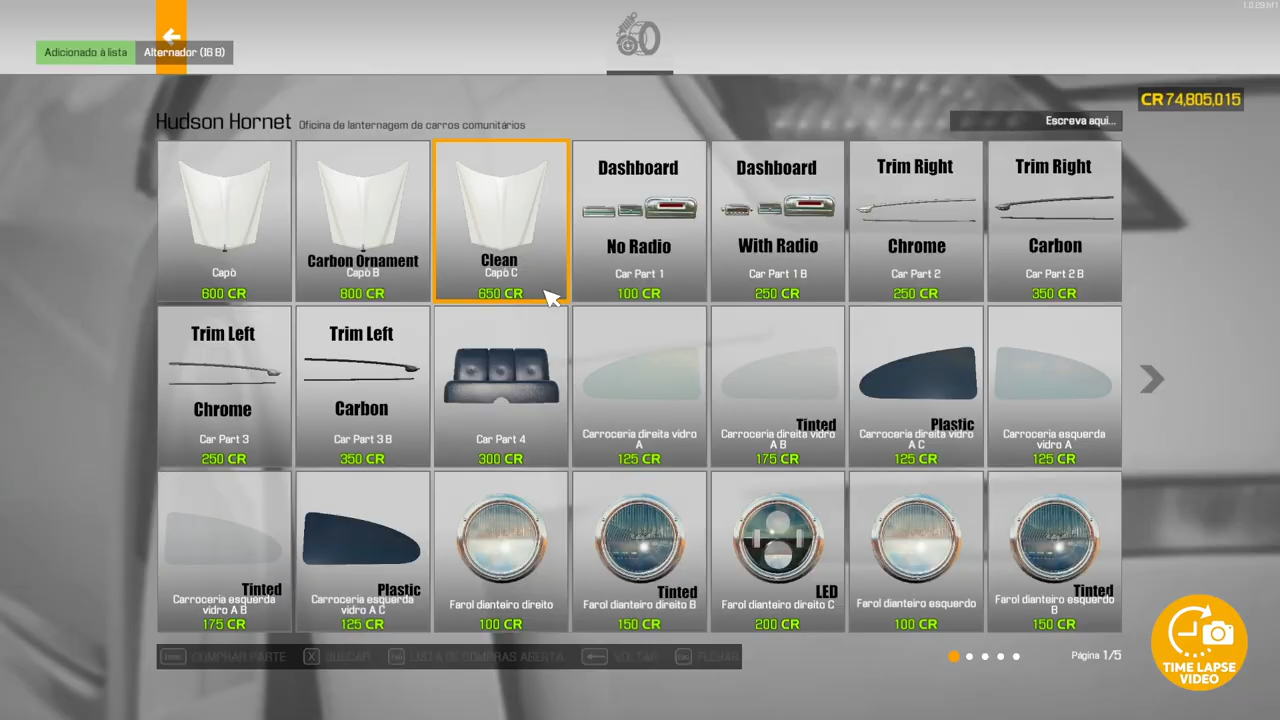 1.0.29.hf1
Adicionado à lista
Alternador (16 B)
CR 74,805,015
Hudson Hornet
Oficina de lanternagem de carros comunitários
Escreva aqui...
Capô
600 CR
Carbon Ornament
Capô B
800 CR
Clean
Capô C
650 CR
Dashboard
No Radio
Car Part 1
100 CR
Dashboard
With Radio
Car Part 1 B
250 CR
Trim Right
Chrome
Car Part 2
250 CR
Trim Right
Carbon
Car Part 2 B
350 CR
Trim Left
Chrome
Car Part 3
250 CR
Trim Left
Carbon
Car Part 3 B
350 CR
Car Part 4
300 CR
Carroceria direita vidro
A
125 CR
Tinted
Carroceria direita vidro
A B
175 CR
Plastic
Carroceria direita vidro
A C
125 CR
Carroceria esquerda
vidro A
125 CR
Tinted
Carroceria esquerda
vidro A B
175 CR
Plastic
Carroceria esquerda
vidro A C
125 CR
Farol dianteiro direito
100 CR
Tinted
Farol dianteiro direito B
150 CR
LED
Farol dianteiro direito C
200 CR
Farol dianteiro esquerdo
100 CR
Tinted
Farol dianteiro esquerdo
B
150 CR
COMPRAR PARTE
X
BUSCAR
LISTA DE COMPRAS ABERTA
VOLTAR
FECHAR
Página 1/5
TIME LAPSE
VIDEO